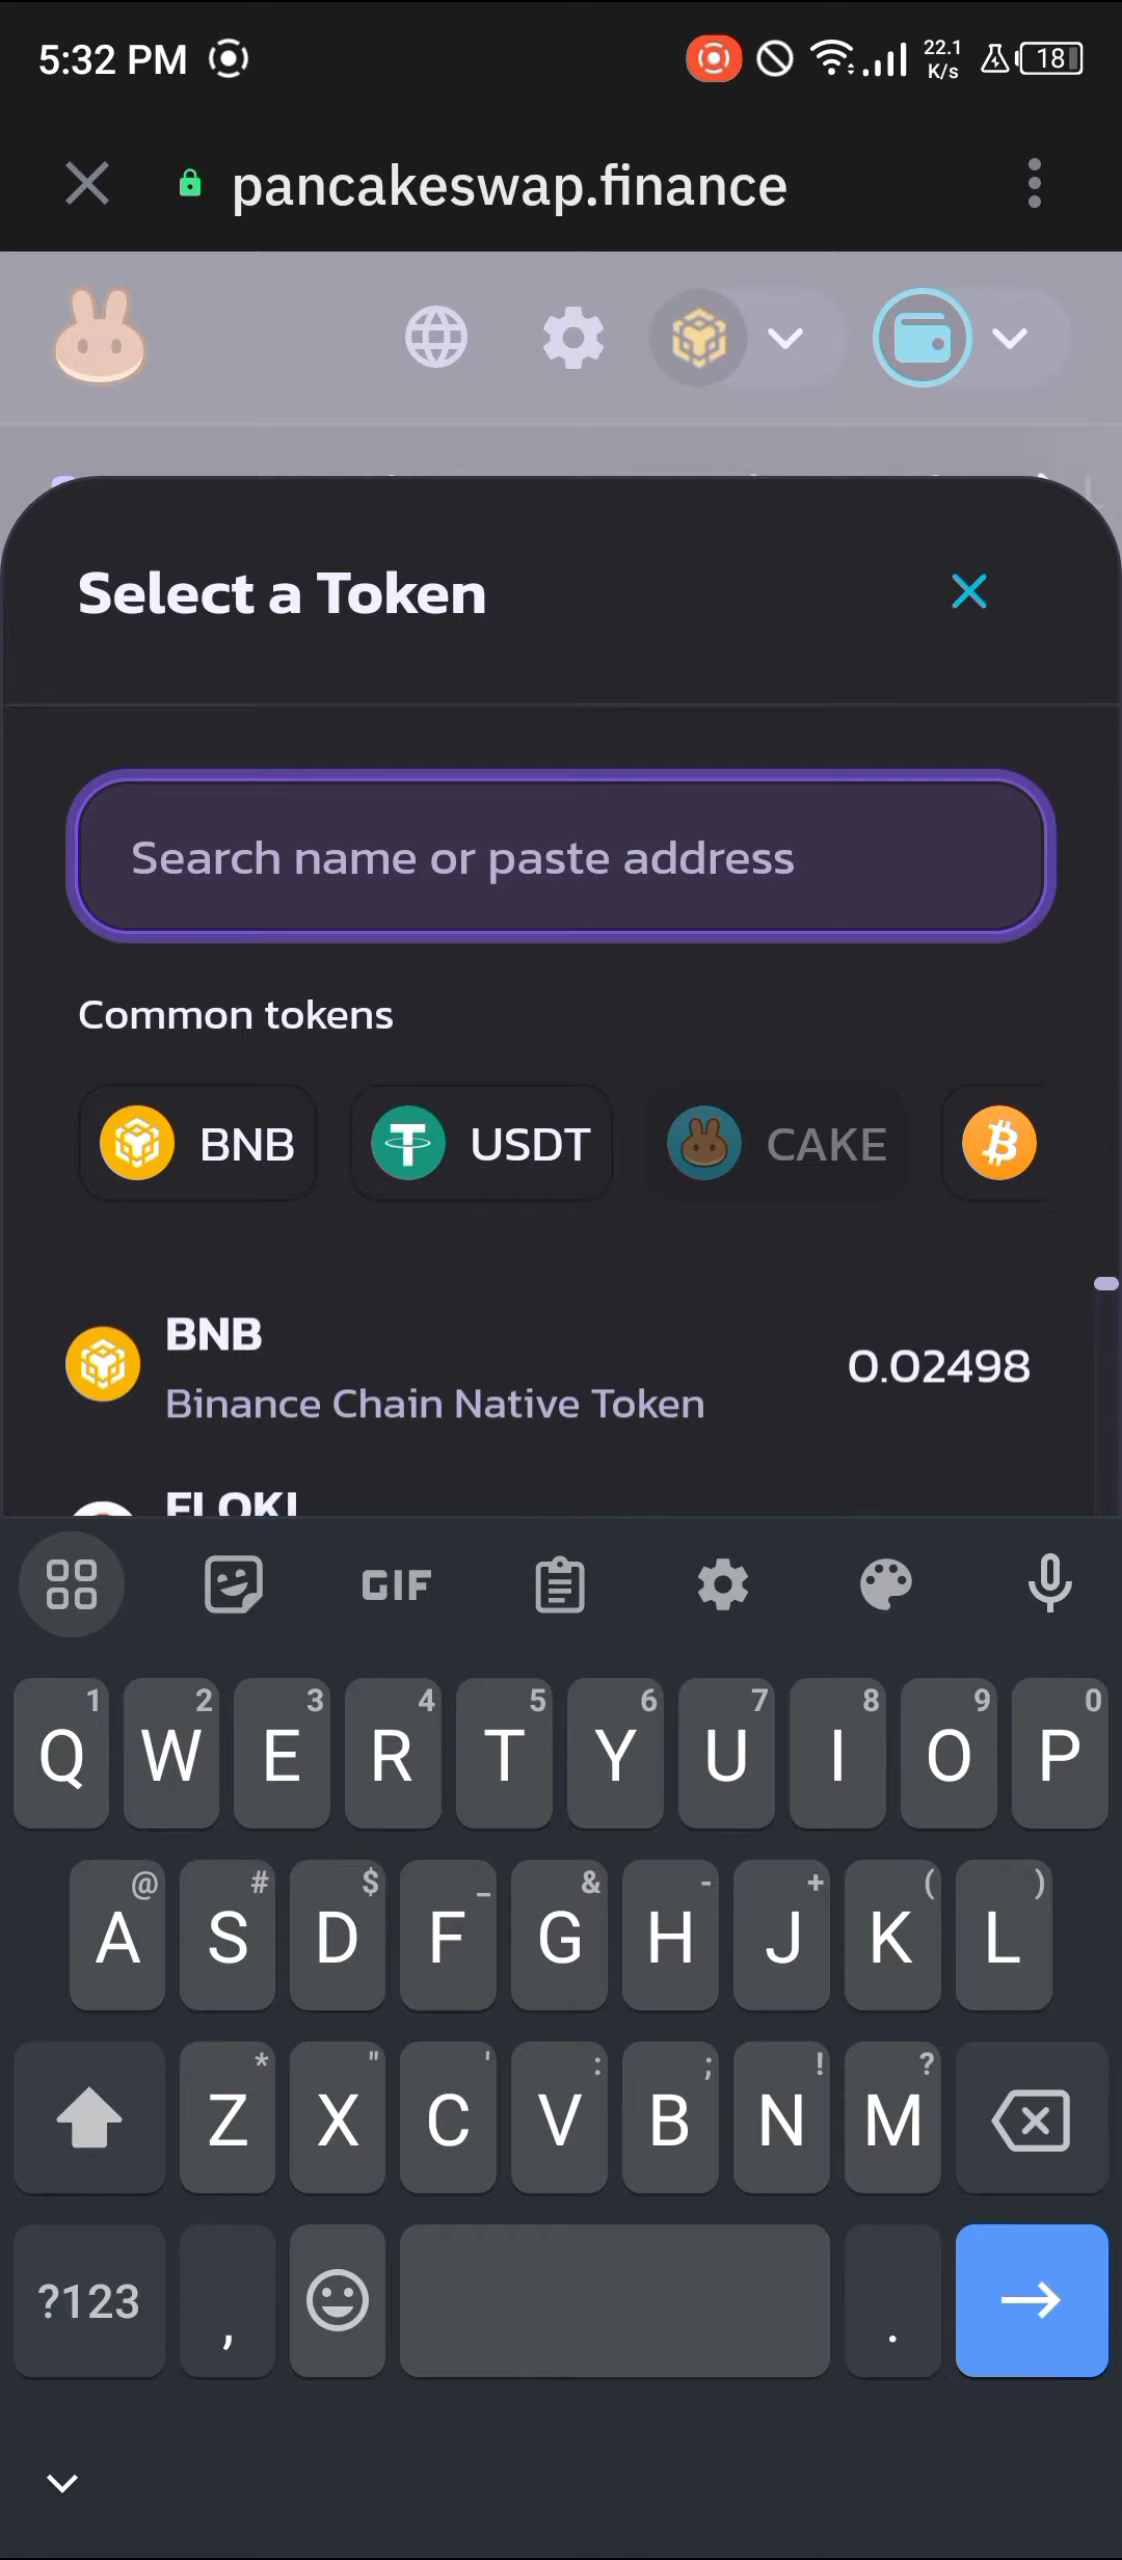 5:32 PM
22.1
K/s
18
pancakeswap.finance
Select a Token
Search name or paste address
Common tokens
BNB
USDT
CAKE
BNB
0.02498
Binance Chain Native Token
FLOKI
GIF
1 2 3 4 5 6 7 8 9 0
Q W E R T Y U I O P
@ # $ _ & - + ( )
A S D F G H J K L
* " ' : ; ! ?
Z X C V B N M
?123 , .